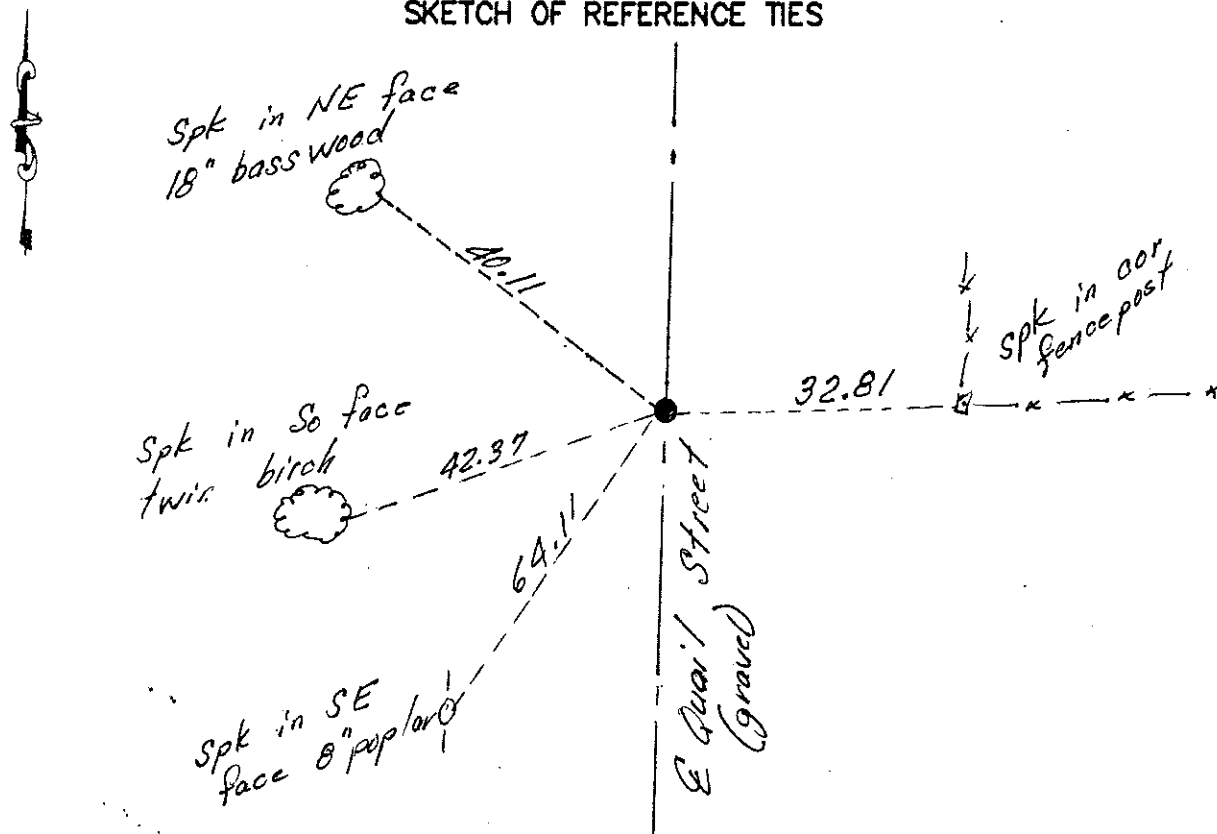 SKETCH OF REFERENCE TIES
Spk in NE face
18" basswood
40.11
Spk in cor
fencepost
32.81
Spk in So face
twin birch
42.37
64.11
℄ Quail Street
(gravel)
Spk in SE
face 8" poplar